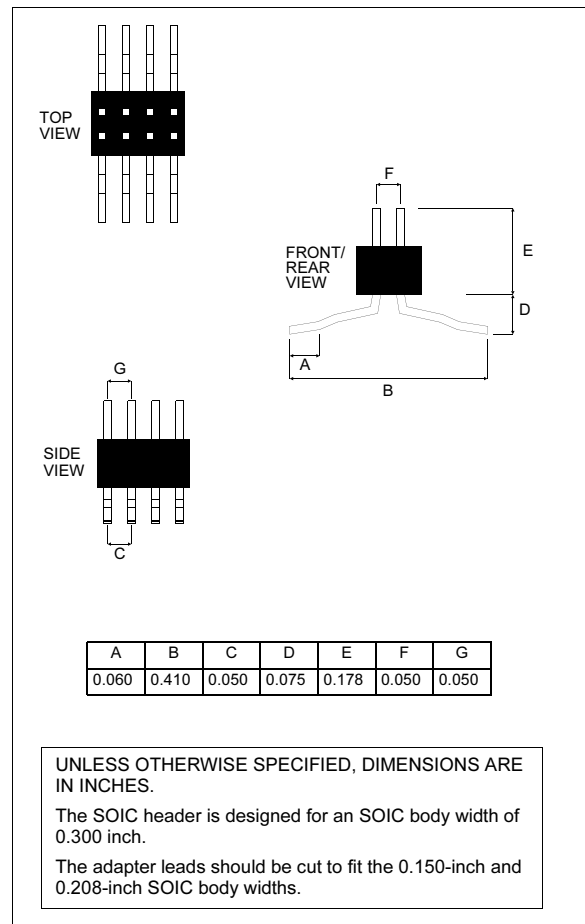 TOP
VIEW
F
FRONT/
REAR
VIEW
E
D
A
B
G
SIDE
VIEW
C
A B C D E F G
0.060 0.410 0.050 0.075 0.178 0.050 0.050
UNLESS OTHERWISE SPECIFIED, DIMENSIONS ARE
IN INCHES.
The SOIC header is designed for an SOIC body width of
0.300 inch.
The adapter leads should be cut to fit the 0.150-inch and
0.208-inch SOIC body widths.